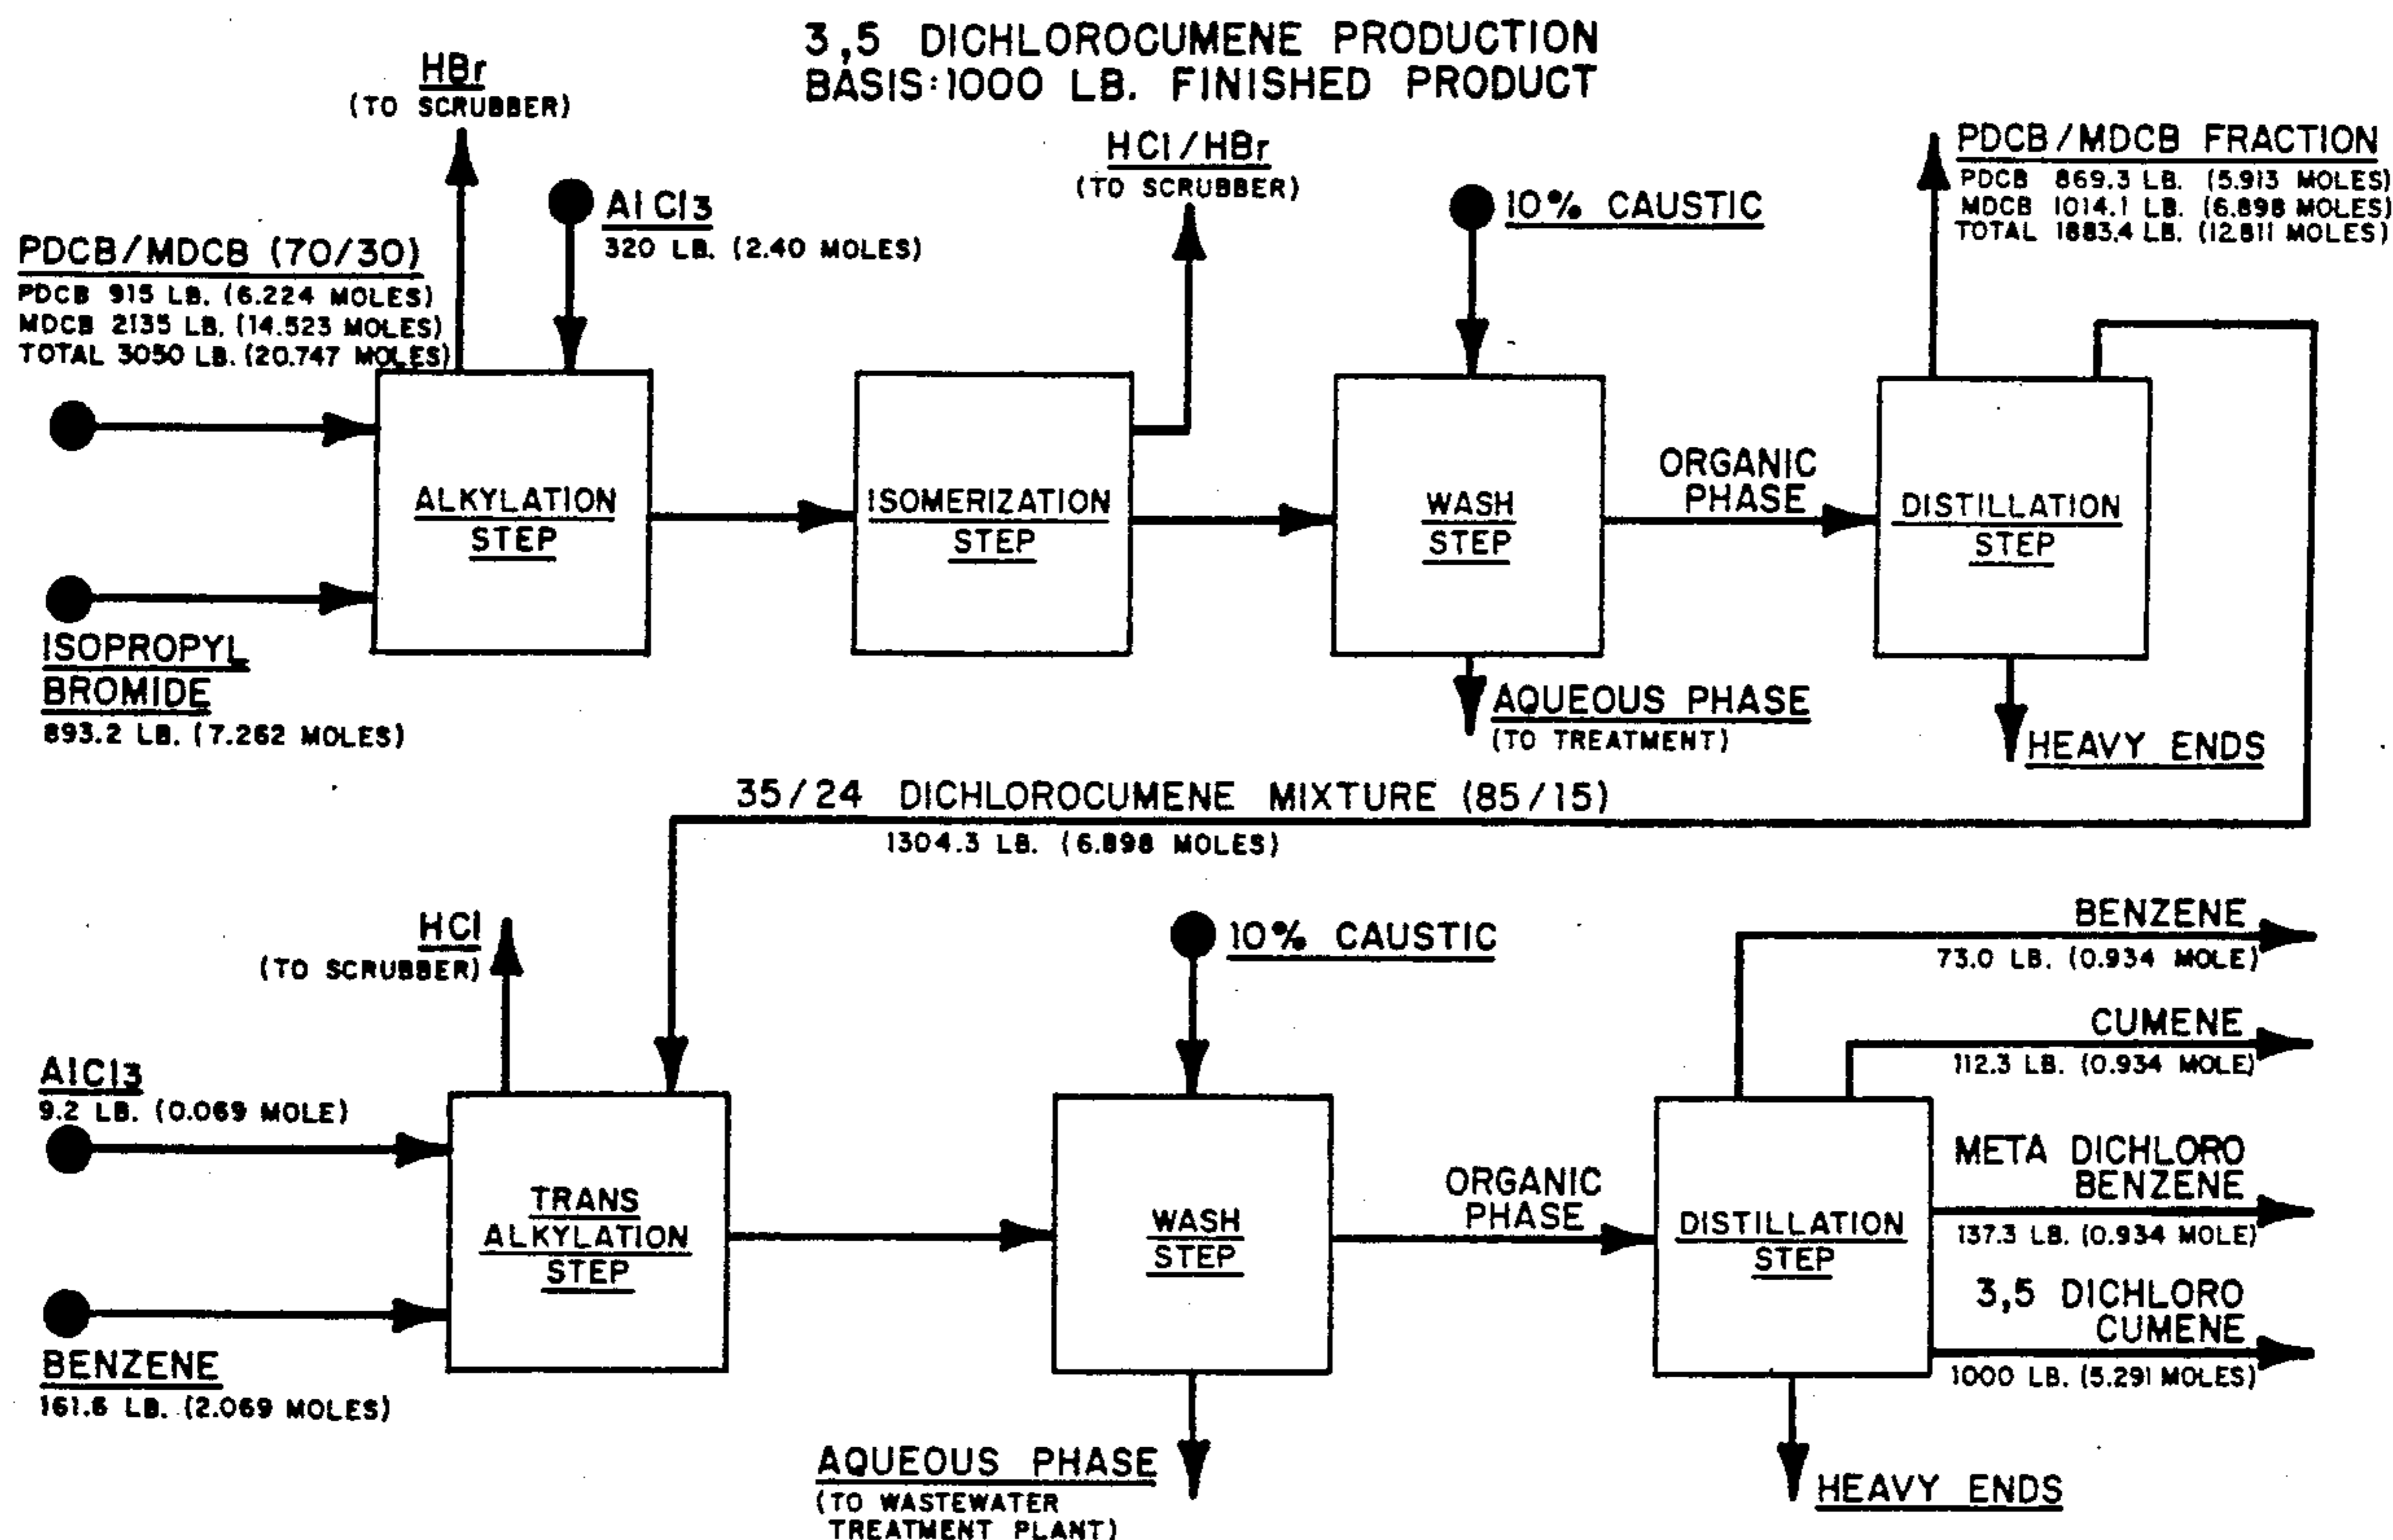 3,5 DICHLOROCUMENE PRODUCTION
BASIS: 1000 LB. FINISHED PRODUCT
HBr
(TO SCRUBBER)
AlCl3
320 LB. (2.40 MOLES)
HCl/HBr
(TO SCRUBBER)
10% CAUSTIC
PDCB/MDCB FRACTION
PDCB 869.3 LB. (5.913 MOLES)
MDCB 1014.1 LB. (6.898 MOLES)
TOTAL 1883.4 LB. (12.811 MOLES)
PDCB/MDCB (70/30)
PDCB 915 LB. (6.224 MOLES)
MDCB 2135 LB. (14.523 MOLES)
TOTAL 3050 LB. (20.747 MOLES)
ALKYLATION
STEP
ISOMERIZATION
STEP
WASH
STEP
ORGANIC
PHASE
DISTILLATION
STEP
ISOPROPYL
BROMIDE
893.2 LB. (7.262 MOLES)
AQUEOUS PHASE
(TO TREATMENT)
HEAVY ENDS
35/24 DICHLOROCUMENE MIXTURE (85/15)
1304.3 LB. (6.898 MOLES)
HCl
(TO SCRUBBER)
10% CAUSTIC
BENZENE
73.0 LB. (0.934 MOLE)
CUMENE
112.3 LB. (0.934 MOLE)
AlCl3
9.2 LB. (0.069 MOLE)
TRANS
ALKYLATION
STEP
WASH
STEP
ORGANIC
PHASE
DISTILLATION
STEP
META DICHLORO
BENZENE
137.3 LB. (0.934 MOLE)
3,5 DICHLORO
CUMENE
1000 LB. (5.291 MOLES)
BENZENE
161.6 LB. (2.069 MOLES)
AQUEOUS PHASE
(TO WASTEWATER
TREATMENT PLANT)
HEAVY ENDS